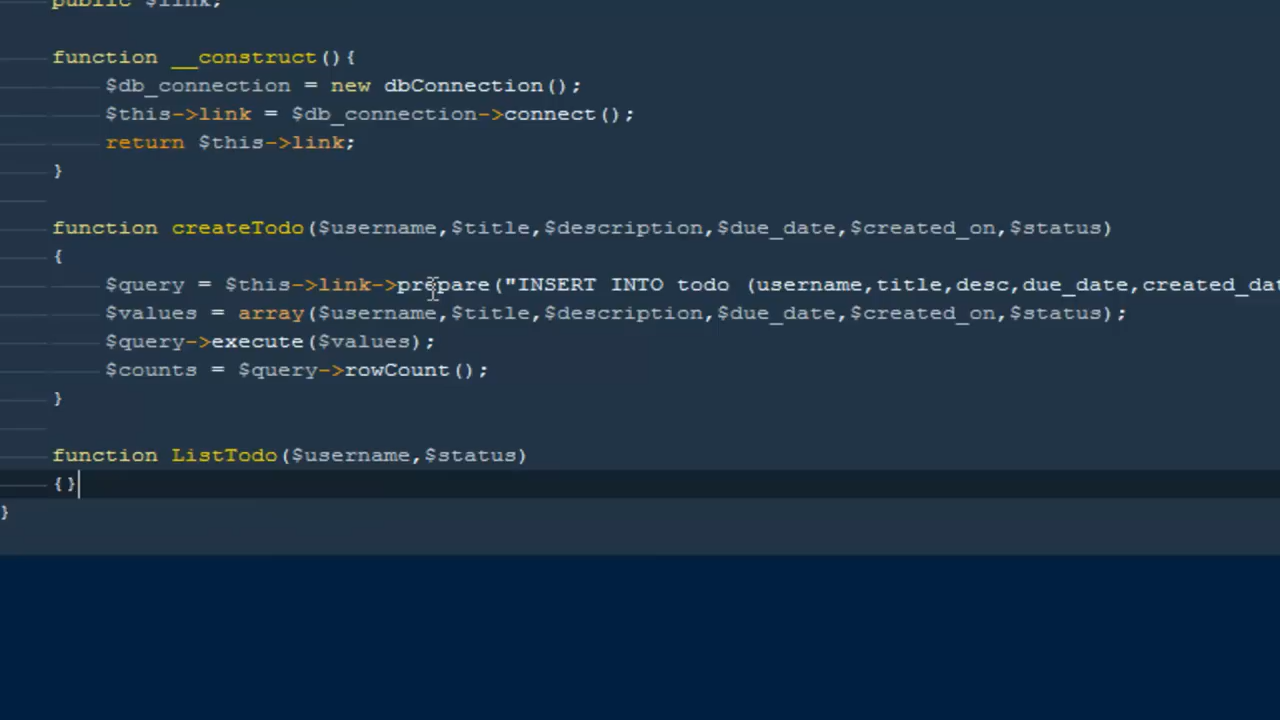 public $link;
function __construct(){
$db_connection = new dbConnection();
$this->link = $db_connection->connect();
return $this->link;
}
function createTodo($username,$title,$description,$due_date,$created_on,$status)
{
$query = $this->link->prepare("INSERT INTO todo (username,title,desc,due_date,created_dat
$values = array($username,$title,$description,$due_date,$created_on,$status);
$query->execute($values);
$counts = $query->rowCount();
}
function ListTodo($username,$status)
{}
}